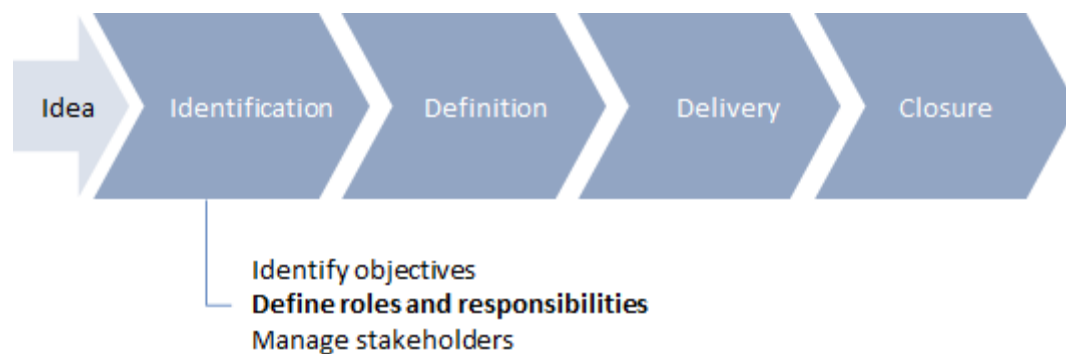 Idea
Identification
Definition
Delivery
Closure
Identify objectives
Define roles and responsibilities
Manage stakeholders